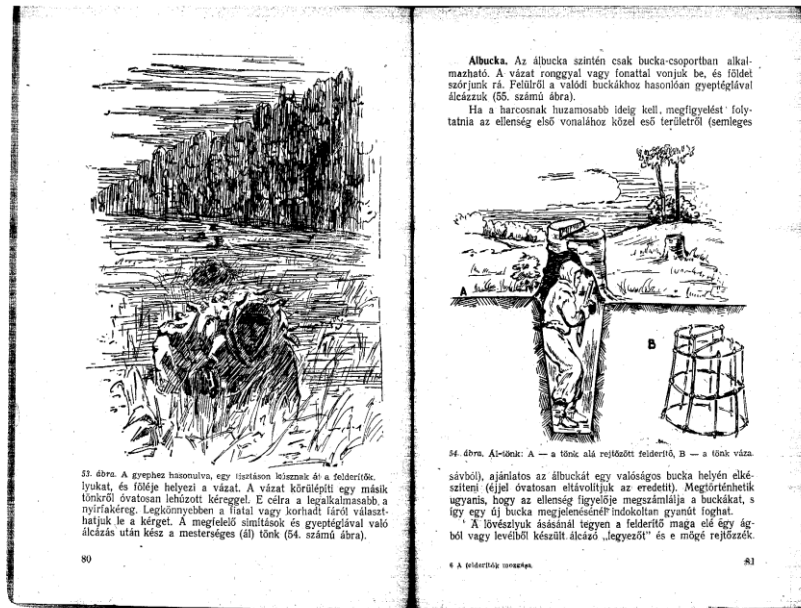 53. ábra. A gyephez hasonulva, egy tisztáson kúsznak át a felderítők.
lyukat, és föléje helyezi a vázat. A vázat körülépíti egy másik
tönkről óvatosan lehúzott kéreggel. E célra a legalkalmasabb a
nyírfakéreg. Legkönnyebben a fiatal vagy korhadt fáról választ-
hatjuk le a kérget. A megfelelő simítások és gyeptéglával való
álcázás után kész a mesterséges (ál) tönk (54. számú ábra).
80
Álbucka. Az álbucka szintén csak bucka-csoportban alkal-
mazható. A vázat ronggyal vagy fonattal vonjuk be, és földet
szórjunk rá. Felülről a valódi buckákhoz hasonlóan gyeptéglával
álcázzuk (55. számú ábra).
Ha a harcosnak huzamosabb ideig kell megfigyelést foly-
tatnia az ellenség első vonalához közel eső területről (semleges
A
B
54. ábra. Ál-tönk: A — a tönk alá rejtőzött felderítő, B — a tönk váza.
sávból), ajánlatos az álbuckát egy valóságos bucka helyén elké-
szíteni (éjjel óvatosan eltávolítjuk az eredetit). Megtörténhetik
ugyanis, hogy az ellenség figyelője megszámlálja a buckákat, s
így egy új bucka megjelenésénél indokoltan gyanút foghat.
A lövészlyuk ásásánál tegyen a felderítő maga elé egy ág-
ból vagy levélből készült álcázó „legyezőt” és e mögé rejtőzzék.
6 A felderítők mozgása.
81